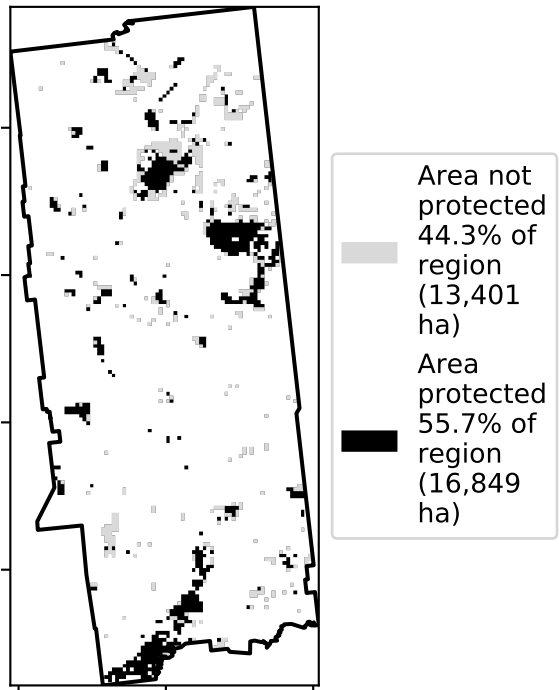 Area not
protected
44.3% of
region
(13,401
ha)
Area
protected
55.7% of
region
(16,849
ha)